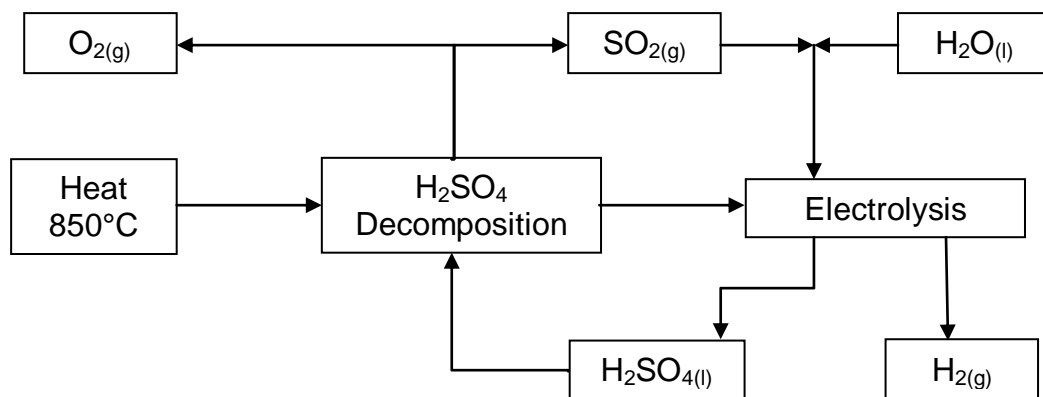 O₂(g)
SO₂(g)
H₂O(l)
Heat
850°C
H₂SO₄
Decomposition
Electrolysis
H₂SO₄(l)
H₂(g)